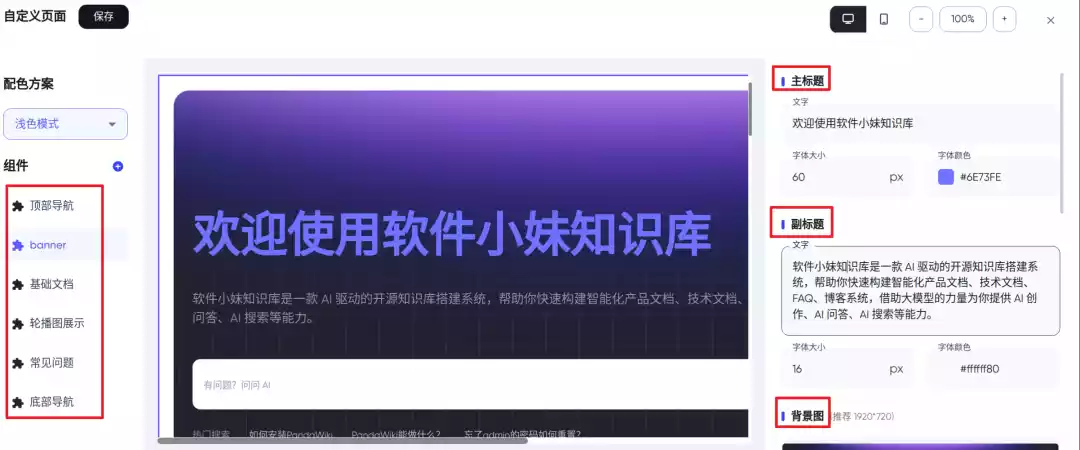 自定义页面
保存
-
100%
+
配色方案
浅色模式
组件
顶部导航
banner
基础文档
轮播图展示
常见问题
底部导航
欢迎使用软件小妹知识库
软件小妹知识库是一款 AI 驱动的开源知识库搭建系统，帮助你快速构建智能化产品文档、技术文档、
问答、AI 搜索等能力。
有问题？问问 AI
热门搜索 如何安装PandaWiki PandaWiki能做什么？ 忘了admin的密码如何重置？
主标题
文字
欢迎使用软件小妹知识库
字体大小
60 px
字体颜色
#6E73FE
副标题
文字
软件小妹知识库是一款 AI 驱动的开源知识库搭建系
统，帮助你快速构建智能化产品文档、技术文档、
FAQ、博客系统，借助大模型的力量为你提供 AI 创
作、AI 问答、AI 搜索等能力。
字体大小
16 px
字体颜色
#ffffff80
背景图 (推荐 1920*720)